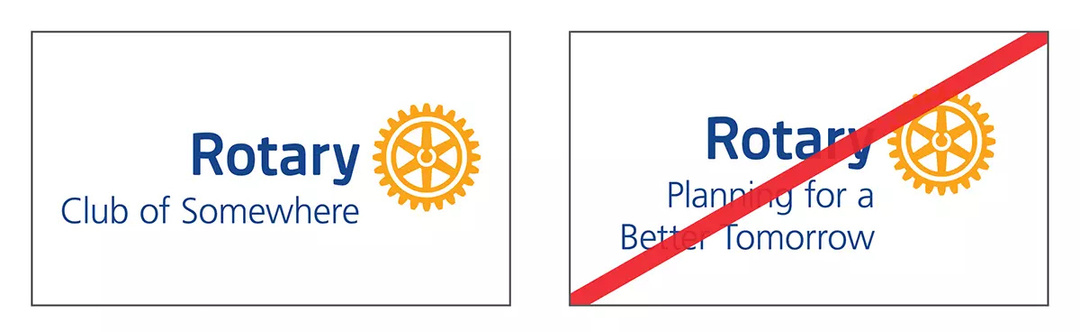 Rotary
Club of Somewhere
Rotary
Planning for a
Better Tomorrow